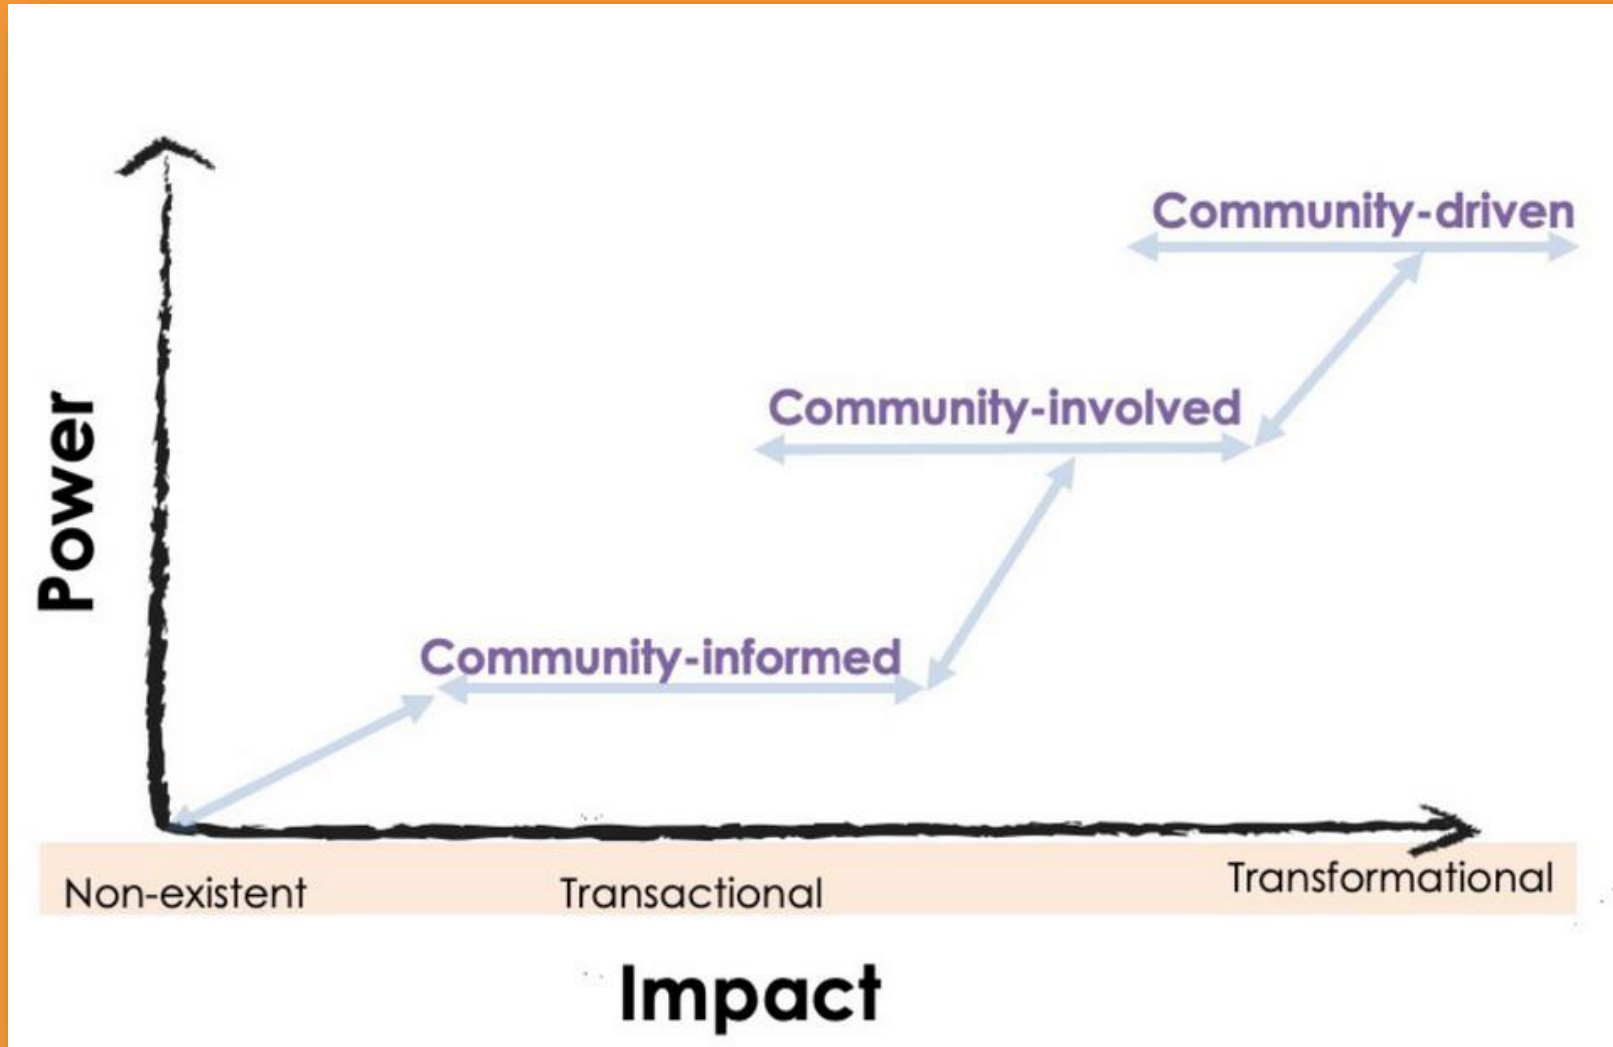 Community-driven
Community-involved
Power
Community-informed
Non-existent
Transactional
Transformational
Impact